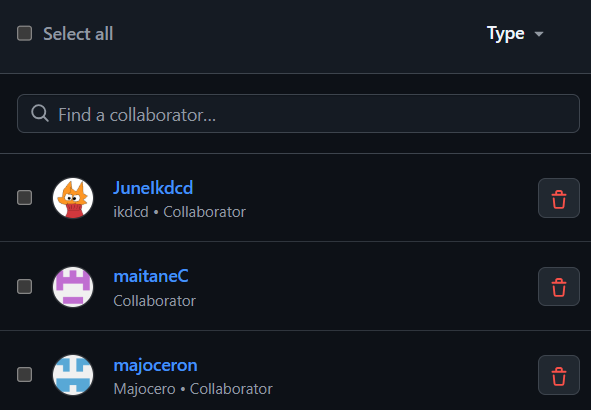 Select all
Type
Find a collaborator...
JuneIkdcd
ikdcd • Collaborator
maitaneC
Collaborator
majoceron
Majocero • Collaborator